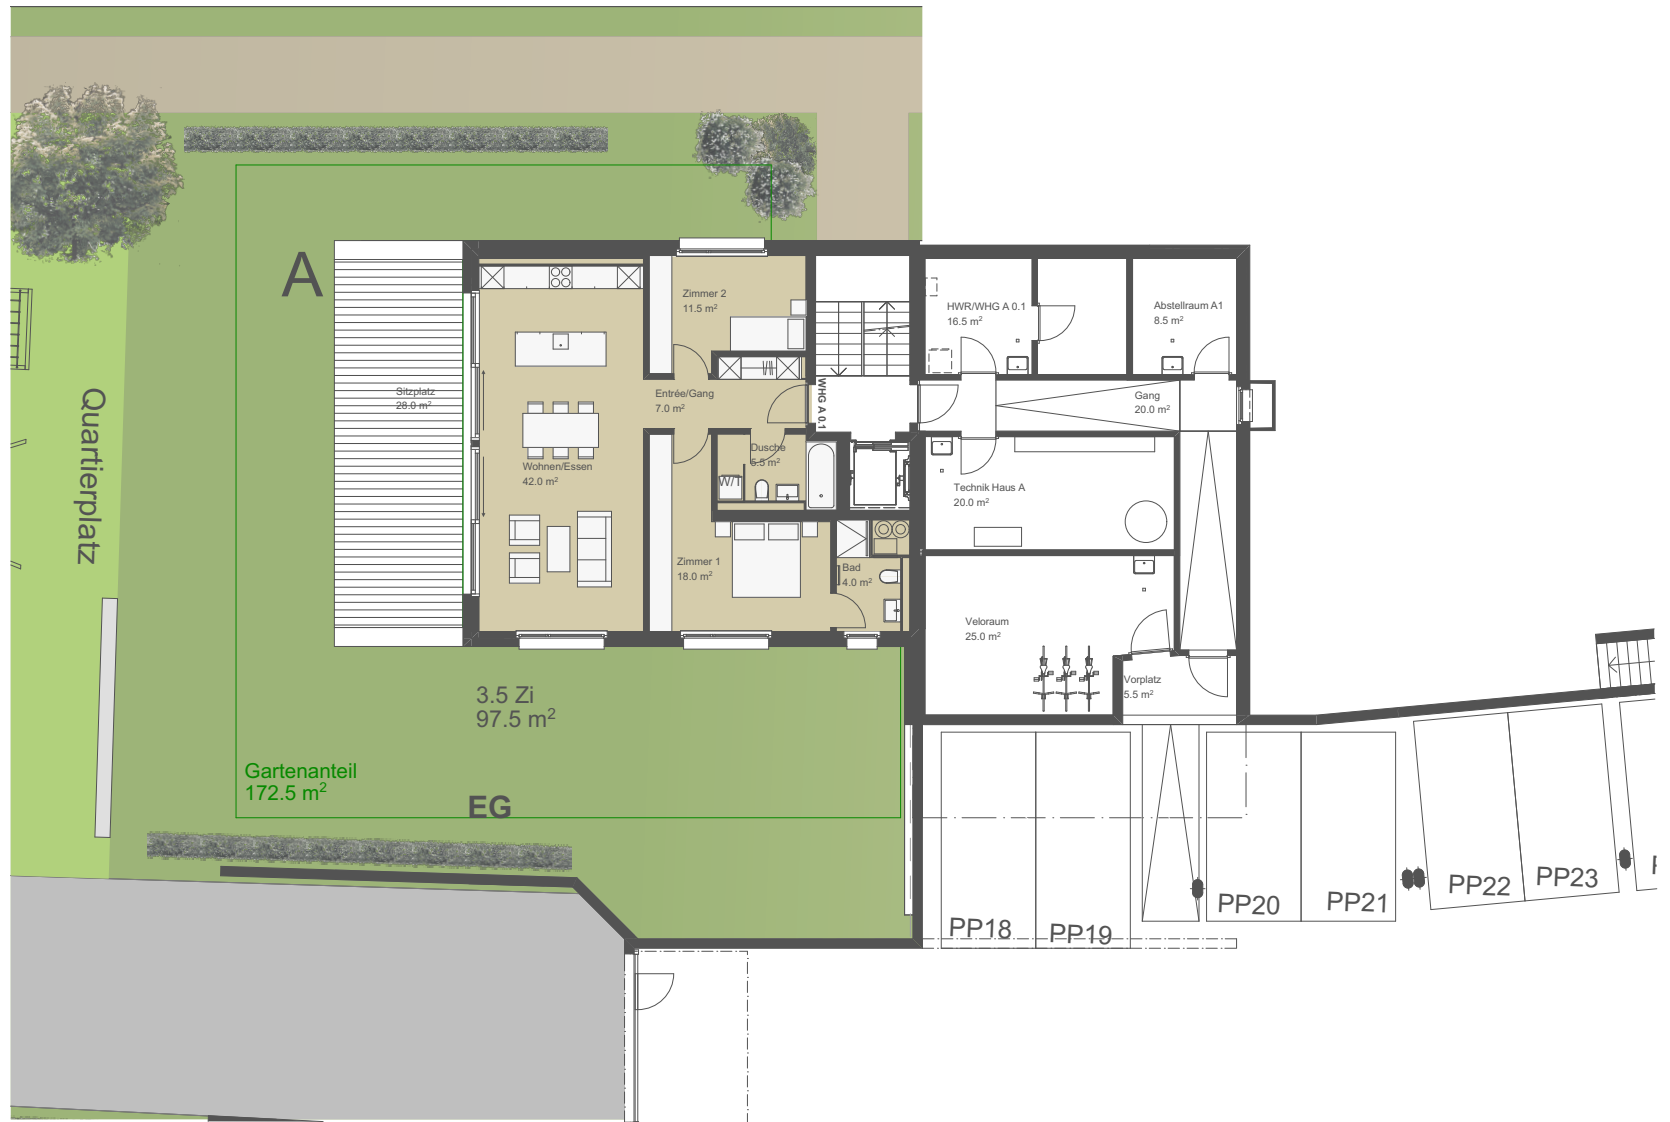 A
Quartierplatz
Sitzplatz
28.0 m²
Zimmer 2
11.5 m²
Entrée/Gang
7.0 m²
WHG A 0.1
Wohnen/Essen
42.0 m²
Dusche
5.5 m²
W/T
Zimmer 1
18.0 m²
Bad
4.0 m²
HWR/WHG A 0.1
16.5 m²
Abstellraum A1
8.5 m²
Gang
20.0 m²
Technik Haus A
20.0 m²
Veloraum
25.0 m²
Vorplatz
5.5 m²
3.5 Zi
97.5 m²
Gartenanteil
172.5 m²
EG
PP18
PP19
PP20
PP21
PP22
PP23